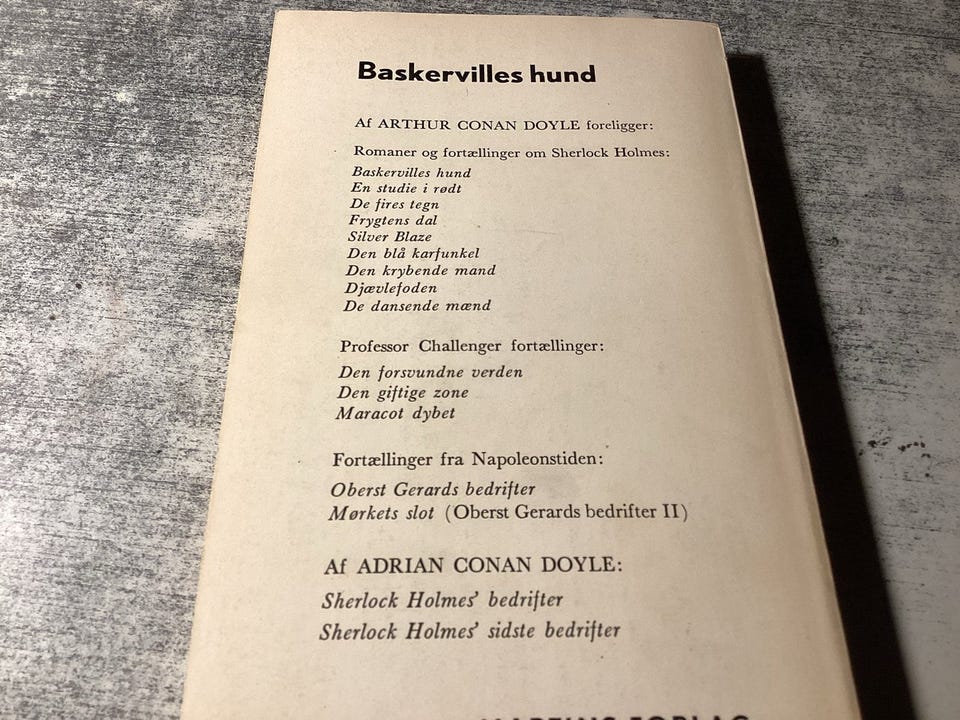 Baskervilles hund
Af ARTHUR CONAN DOYLE foreligger:
Romaner og fortællinger om Sherlock Holmes:
Baskervilles hund
En studie i rødt
De fires tegn
Frygtens dal
Silver Blaze
Den blå karfunkel
Den krybende mand
Djævlefoden
De dansende mænd
Professor Challenger fortællinger:
Den forsvundne verden
Den giftige zone
Maracot dybet
Fortællinger fra Napoleonstiden:
Oberst Gerards bedrifter
Mørkets slot (Oberst Gerards bedrifter II)
Af ADRIAN CONAN DOYLE:
Sherlock Holmes' bedrifter
Sherlock Holmes' sidste bedrifter
MARTINS FORLAG